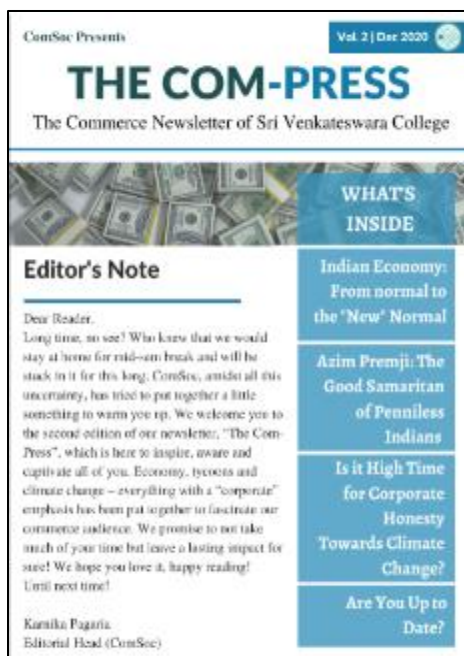 ComSoc Presents
Vol. 2 | Dec 2020
THE COM-PRESS
The Commerce Newsletter of Sri Venkateswara College
WHAT'S
INSIDE
Editor's Note
Dear Reader,
Long time, no see? Who knew that we would
stay at home for mid-sem break and will be
stuck in it for this long. ComSoc, amidst all this
uncertainty, has tried to put together a little
something to warm you up. We welcome you to
the second edition of our newsletter, "The Com-
Press", which is here to inspire, aware and
captivate all of you. Economy, tycoons and
climate change – everything with a "corporate"
emphasis has been put together to fascinate our
commerce audience. We promise to not take
much of your time but leave a lasting impact for
sure! We hope you love it, happy reading!
Until next time!
Karnika Pagaria
Editorial Head (ComSoc)
Indian Economy:
From normal to
the "New" Normal
Azim Premji: The
Good Samaritan
of Penniless
Indians
Is it High Time
for Corporate
Honesty
Towards Climate
Change?
Are You Up to
Date?